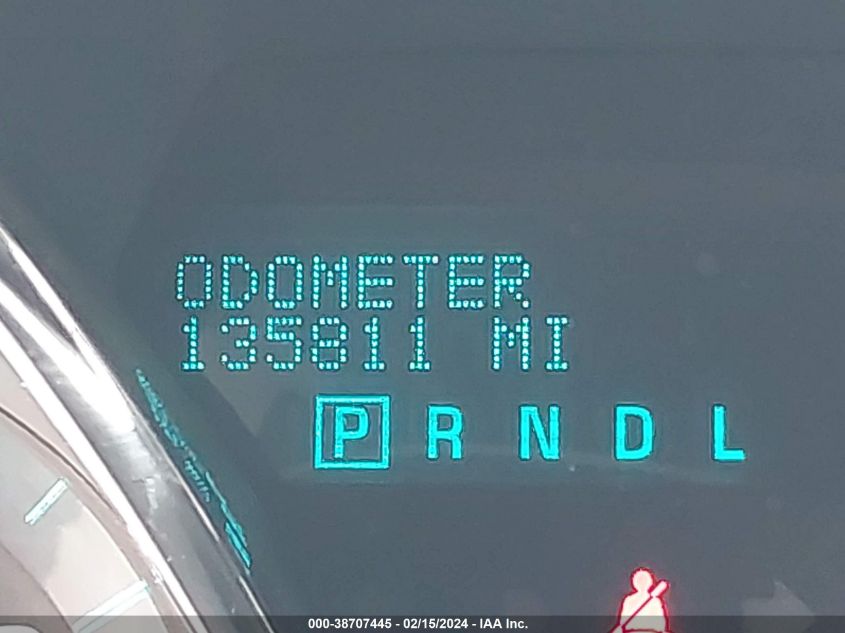 ODOMETER
135811 MI
P R N D L
000-38707445 - 02/15/2024 - IAA Inc.